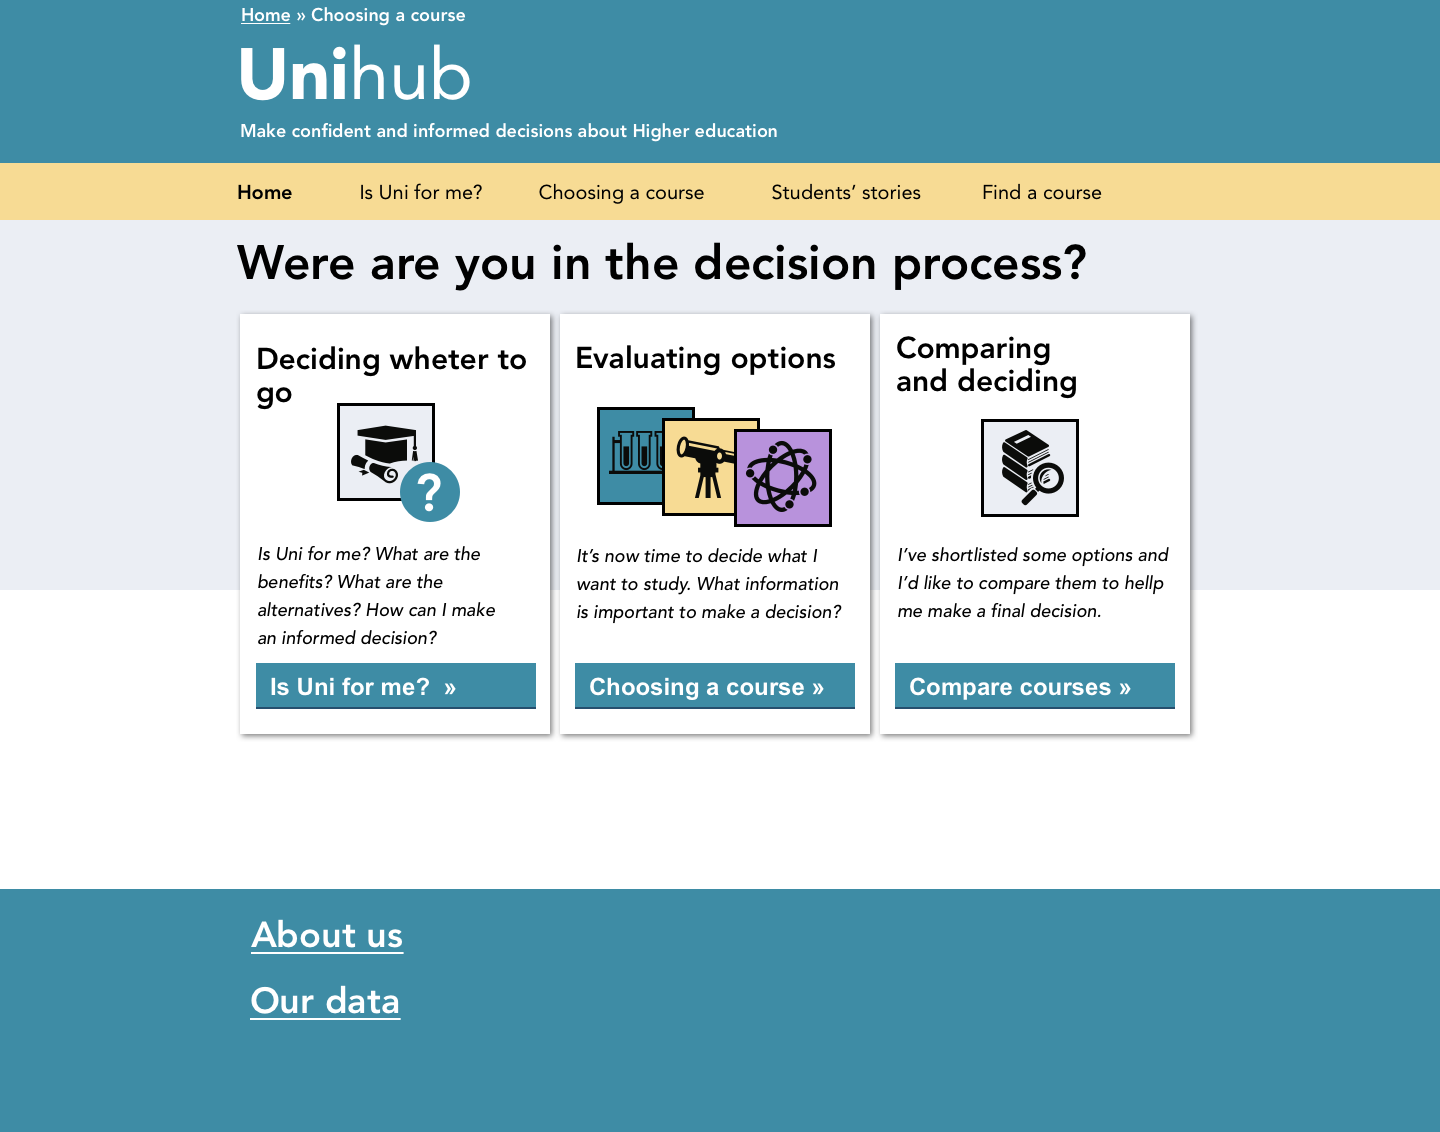 Home » Choosing a course
Unihub
Make confident and informed decisions about Higher education
Home Is Uni for me? Choosing a course Students’ stories Find a course
Were are you in the decision process?
Deciding wheter to
go
?
Is Uni for me? What are the
benefits? What are the
alternatives? How can I make
an informed decision?
Is Uni for me? »
Evaluating options
It’s now time to decide what I
want to study. What information
is important to make a decision?
Choosing a course »
Comparing
and deciding
I’ve shortlisted some options and
I’d like to compare them to hellp
me make a final decision.
Compare courses »
About us
Our data